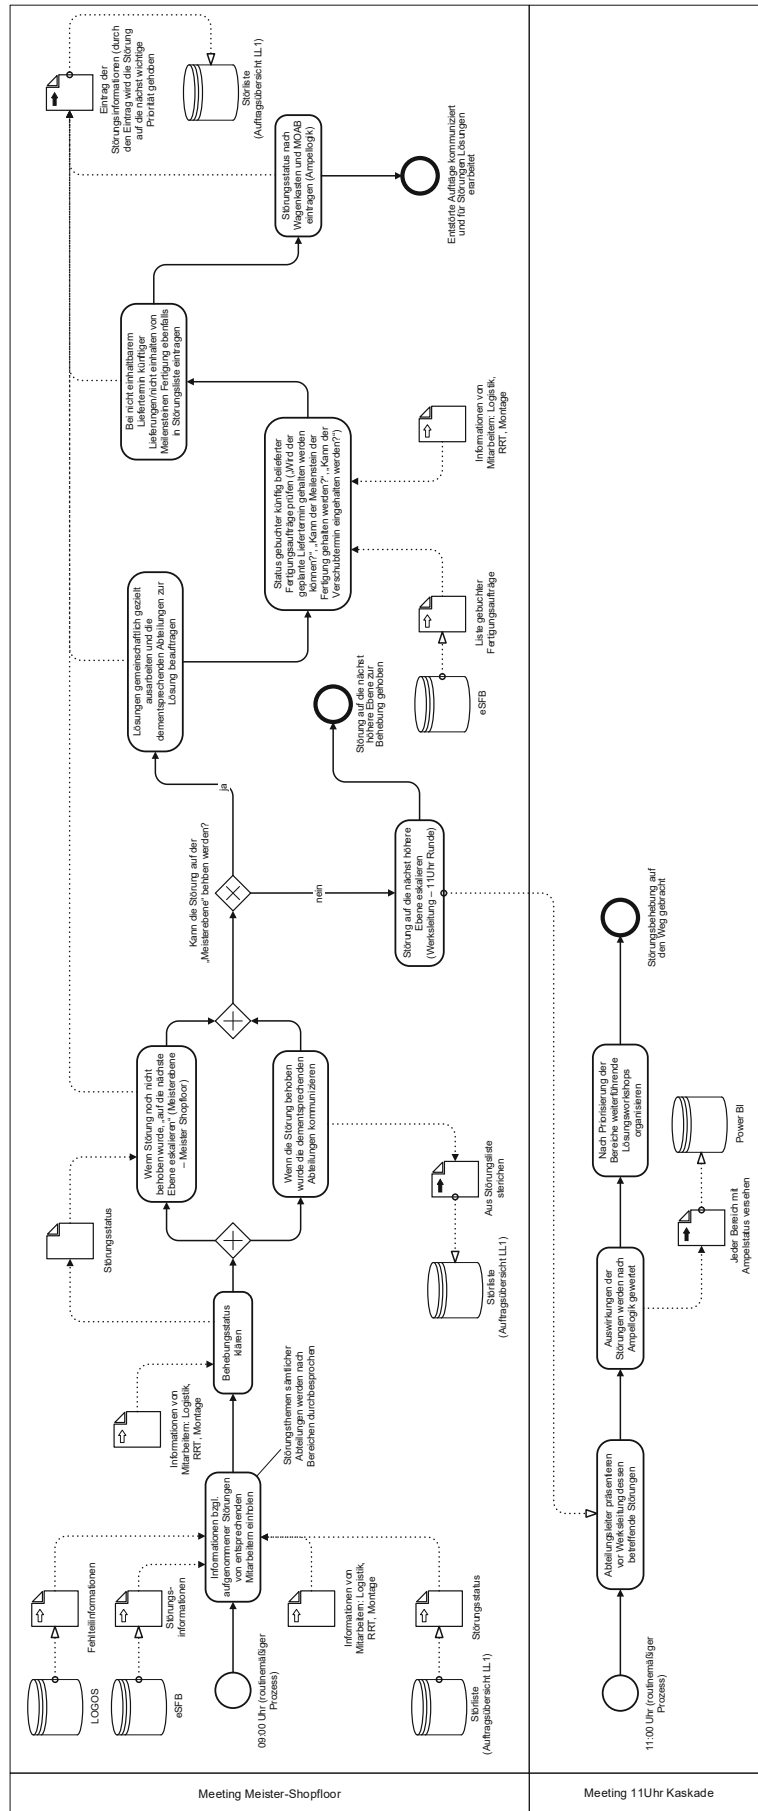 Meeting Meister-Shopfloor
LOGOS
Fehlteilinformationen
eSFB
Störungs-
informationen
09:00 Uhr (routinemäßiger
Prozess)
Informationen bzgl.
aufgenommener Störungen
von entsprechenden
Mitarbeitern einholen
Informationen von
Mitarbeitern: Logistik,
RRT, Montage
Störliste
(Auftragsübersicht LL1)
Störungsstatus
Störungsthemen sämtlicher
Abteilungen werden nach
Bereichen durchbesprochen
Informationen von
Mitarbeitern: Logistik,
RRT, Montage
Behebungsstatus
klären
Störungsstatus
Wenn Störung noch nicht
behoben wurde, „auf die nächste
Ebene eskalieren“ (Meisterebene
– Meister Shopfloor)
Wenn die Störung behoben
wurde die dementsprechenden
Abteilungen kommunizieren
Aus Störungsliste
sterichen
Störliste
(Auftragsübersicht LL1)
Kann die Störung auf der
„Meisterebene“ behben werden?
ja
nein
Störung auf die nächst höhere
Ebene eskalieren
(Werksleitung – 11Uhr Runde)
Störung auf die nächst
höhere Ebene zur
Behebung gehoben
Lösungen gemeinschaftlich gezielt
ausarbeiten und die
dementsprechenden Abteilungen zur
Lösung beauftragen
eSFB
Liste gebuchter
Fertigungsaufträge
Informationen von
Mitarbeitern: Logistik,
RRT, Montage
Status gebuchter künftig belieferter
Fertigungsaufträge prüfen („Wird der
geplante Liefertermin gehalten werden
können?“, „Kann der Meilenstein der
Fertigung gehalten werden?“, „Kann der
Verschubtermin eingehalten werden?“)
Bei nicht einhaltbarem
Liefertermin künftiger
Lieferungen/nicht einhalten von
Meilensteinen Fertigung ebenfalls
in Störungsliste eintragen
Störungsstatus nach
Wagenkasten und MOAB
eintragen (Ampellogik)
Eintrag der
Störungsinformationen (durch
den Eintrag wird die Störung
auf die nächst wichtige
Priorität gehoben
Störliste
(Auftragsübersicht LL1)
Entstörte Aufträge kommuniziert
und für Störungen Lösungen
erarbeitet
Meeting 11Uhr Kaskade
11:00 Uhr (routinemäßiger
Prozess)
Abteilungsleiter präsentieren
vor Werksleitung dessen
betreffende Störungen
Auswirkungen der
Störungen werden nach
Ampellogik gewertet
Jeder Bereich mit
Ampelstatus versehen
Power BI
Nach Priorisierung der
Bereiche weiterführende
Lösungsworkshops
organisieren
Störungsbehebung auf
den Weg gebracht